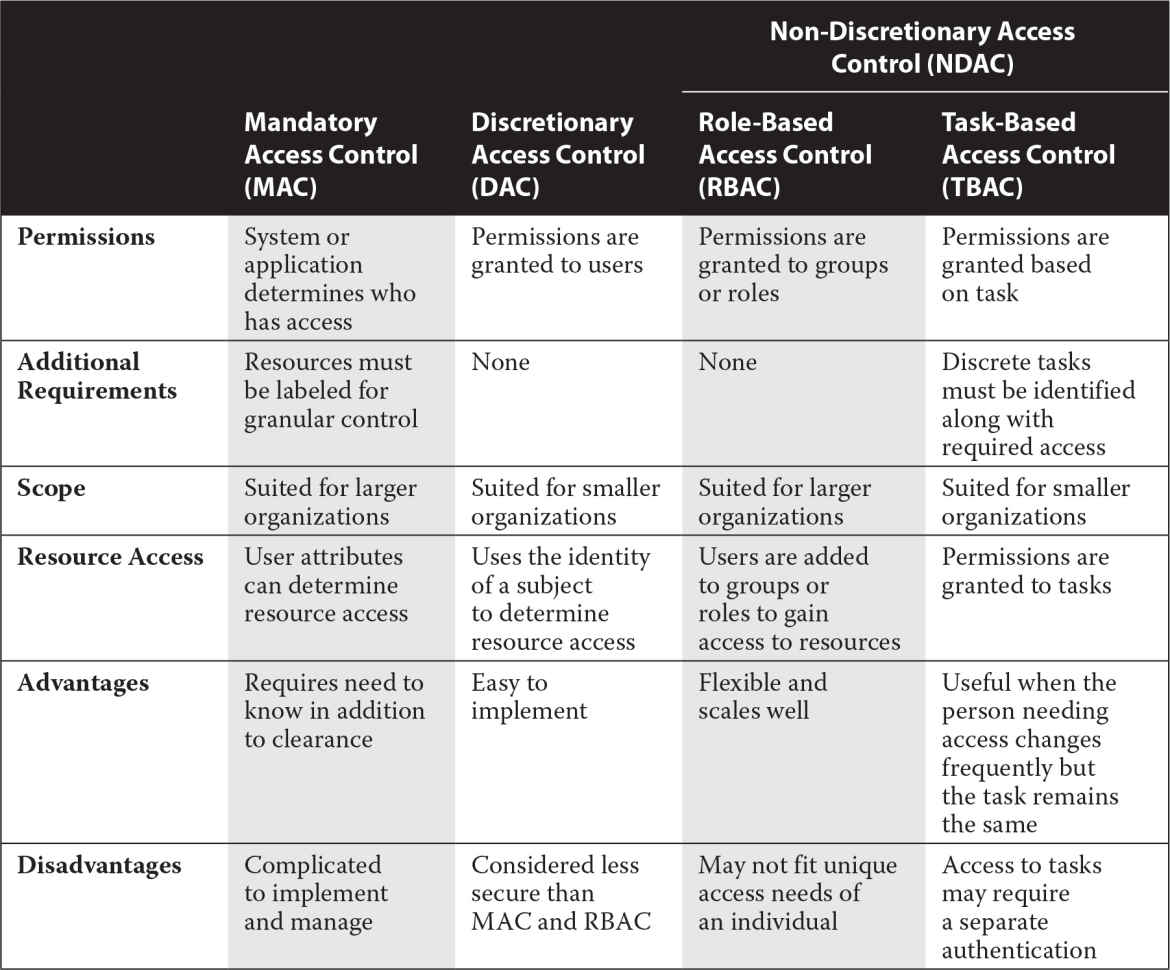 Non-Discretionary Access
Control (NDAC)
Mandatory
Access Control
(MAC)
Discretionary
Access Control
(DAC)
Role-Based
Access Control
(RBAC)
Task-Based
Access Control
(TBAC)
Permissions
System or
application
determines who
has access
Permissions are
granted to users
Permissions are
granted to groups
or roles
Permissions are
granted based
on task
Additional
Requirements
Resources must
be labeled for
granular control
None
None
Discrete tasks
must be identified
along with
required access
Scope
Suited for larger
organizations
Suited for smaller
organizations
Suited for larger
organizations
Suited for smaller
organizations
Resource Access
User attributes
can determine
resource access
Uses the identity
of a subject
to determine
resource access
Users are added
to groups or
roles to gain
access to resources
Permissions are
granted to tasks
Advantages
Requires need to
know in addition
to clearance
Easy to
implement
Flexible and
scales well
Useful when the
person needing
access changes
frequently but
the task remains
the same
Disadvantages
Complicated
to implement
and manage
Considered less
secure than
MAC and RBAC
May not fit unique
access needs of
an individual
Access to tasks
may require
a separate
authentication